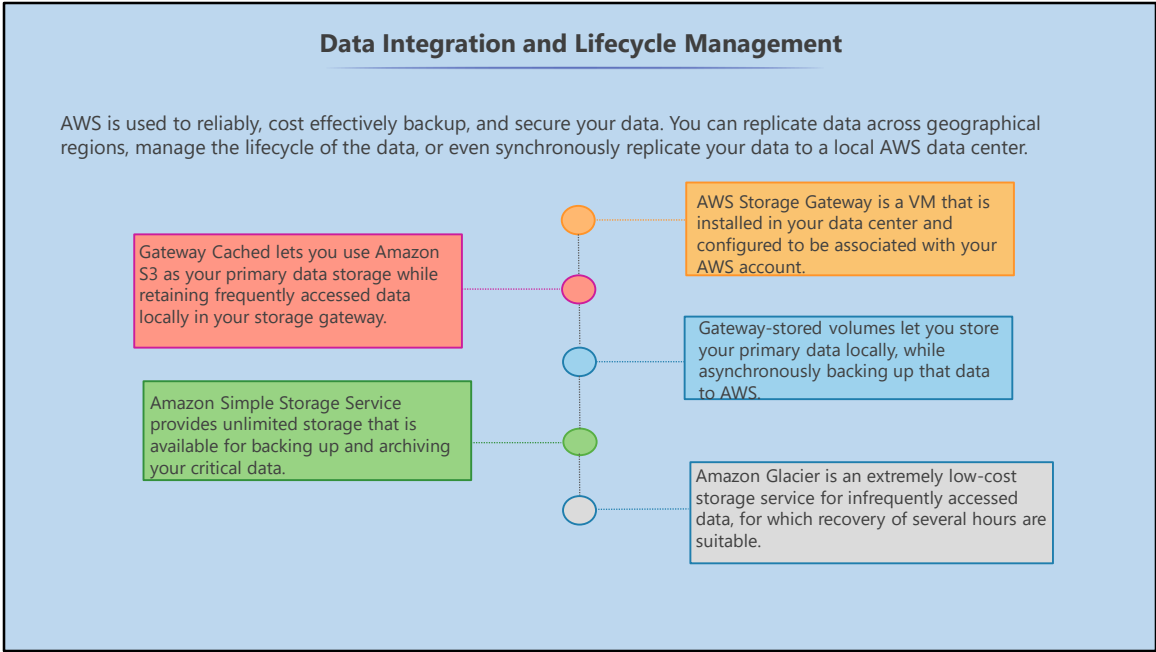 Data Integration and Lifecycle Management
AWS is used to reliably, cost effectively backup, and secure your data. You can replicate data across geographical
regions, manage the lifecycle of the data, or even synchronously replicate your data to a local AWS data center.
AWS Storage Gateway is a VM that is
installed in your data center and
configured to be associated with your
AWS account.
Gateway Cached lets you use Amazon
S3 as your primary data storage while
retaining frequently accessed data
locally in your storage gateway.
Gateway-stored volumes let you store
your primary data locally, while
asynchronously backing up that data
to AWS.
Amazon Simple Storage Service
provides unlimited storage that is
available for backing up and archiving
your critical data.
Amazon Glacier is an extremely low-cost
storage service for infrequently accessed
data, for which recovery of several hours are
suitable.